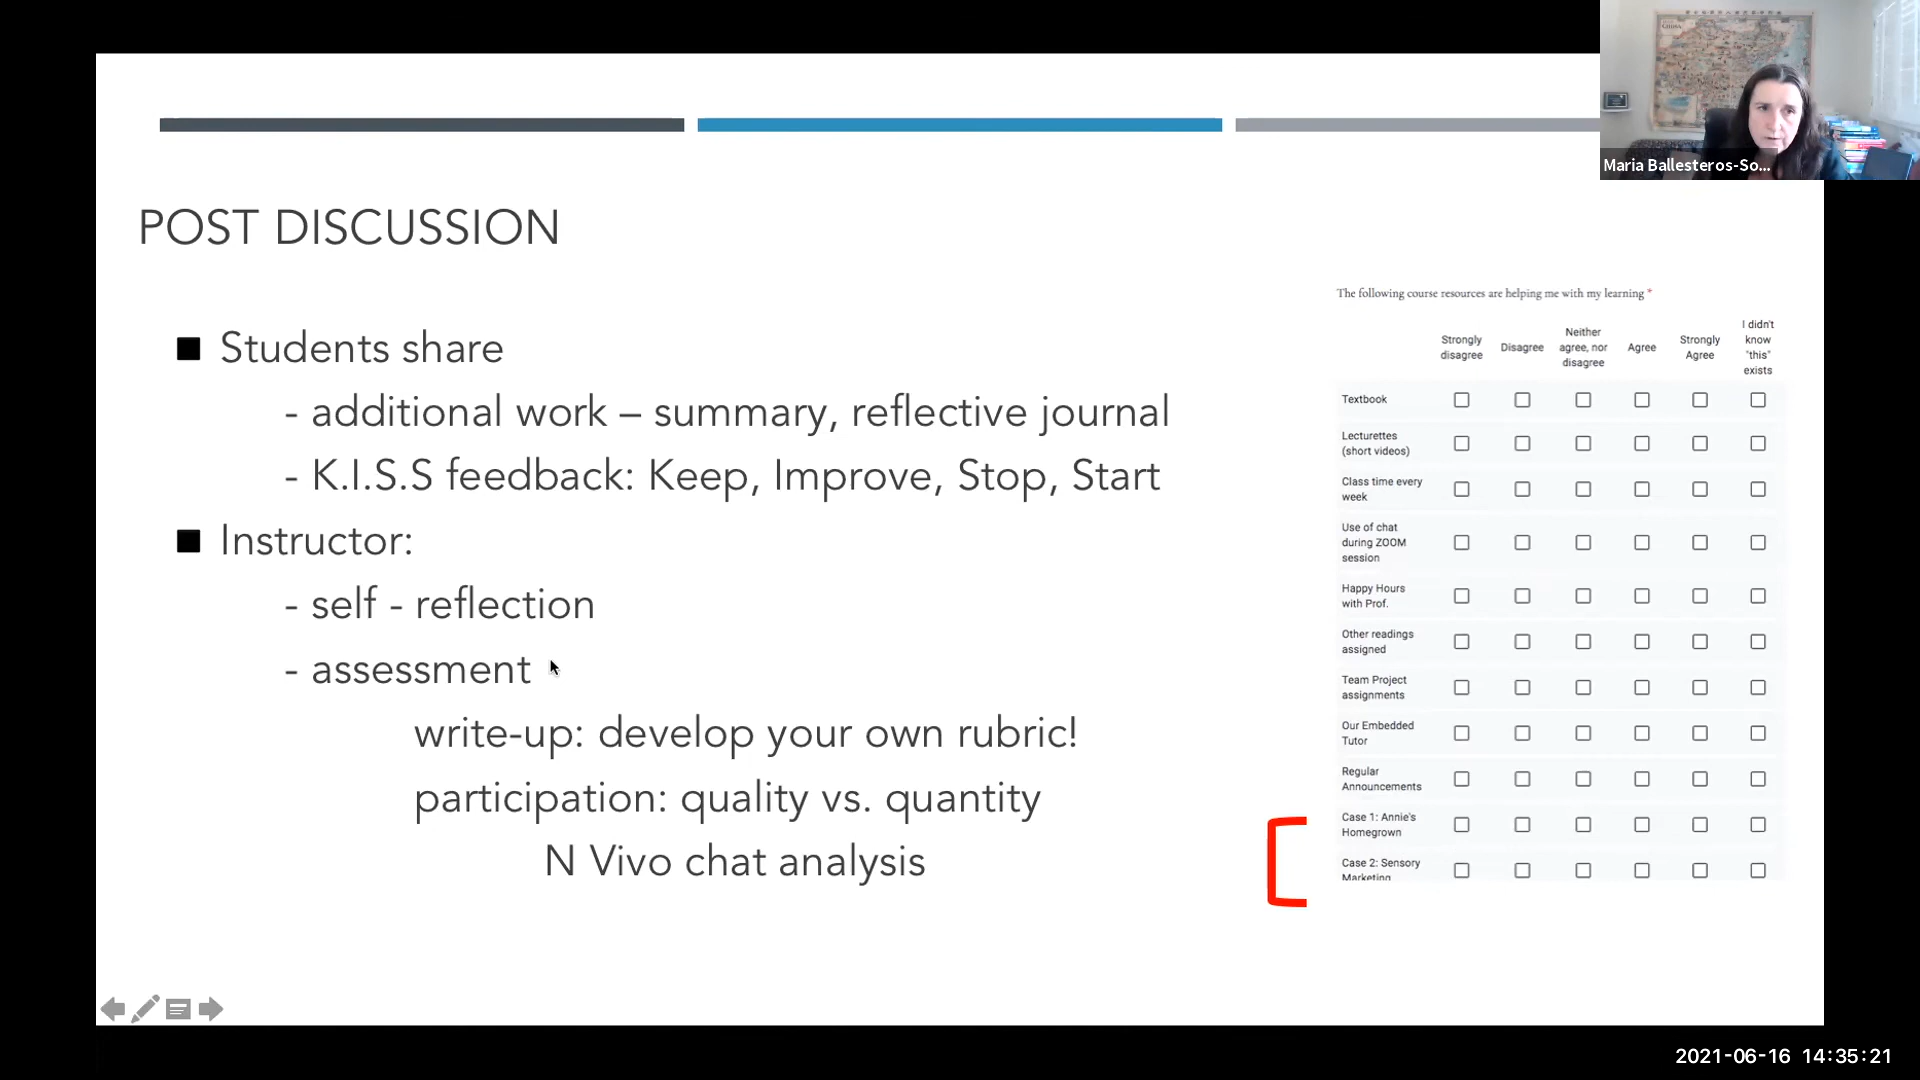 Maria Ballesteros-So...
POST DISCUSSION
Students share
- additional work – summary, reflective journal
- K.I.S.S feedback: Keep, Improve, Stop, Start
Instructor:
- self - reflection
- assessment
write-up: develop your own rubric!
participation: quality vs. quantity
N Vivo chat analysis
The following course resources are helping me with my learning *
Strongly
disagree
Disagree
Neither
agree, nor
disagree
Agree
Strongly
Agree
I didn't
know
"this"
exists
Textbook
Lecturettes
(short videos)
Class time every
week
Use of chat
during ZOOM
session
Happy Hours
with Prof.
Other readings
assigned
Team Project
assignments
Our Embedded
Tutor
Regular
Announcements
Case 1: Annie's
Homegrown
Case 2: Sensory
Marketing
2021-06-16 14:35:21